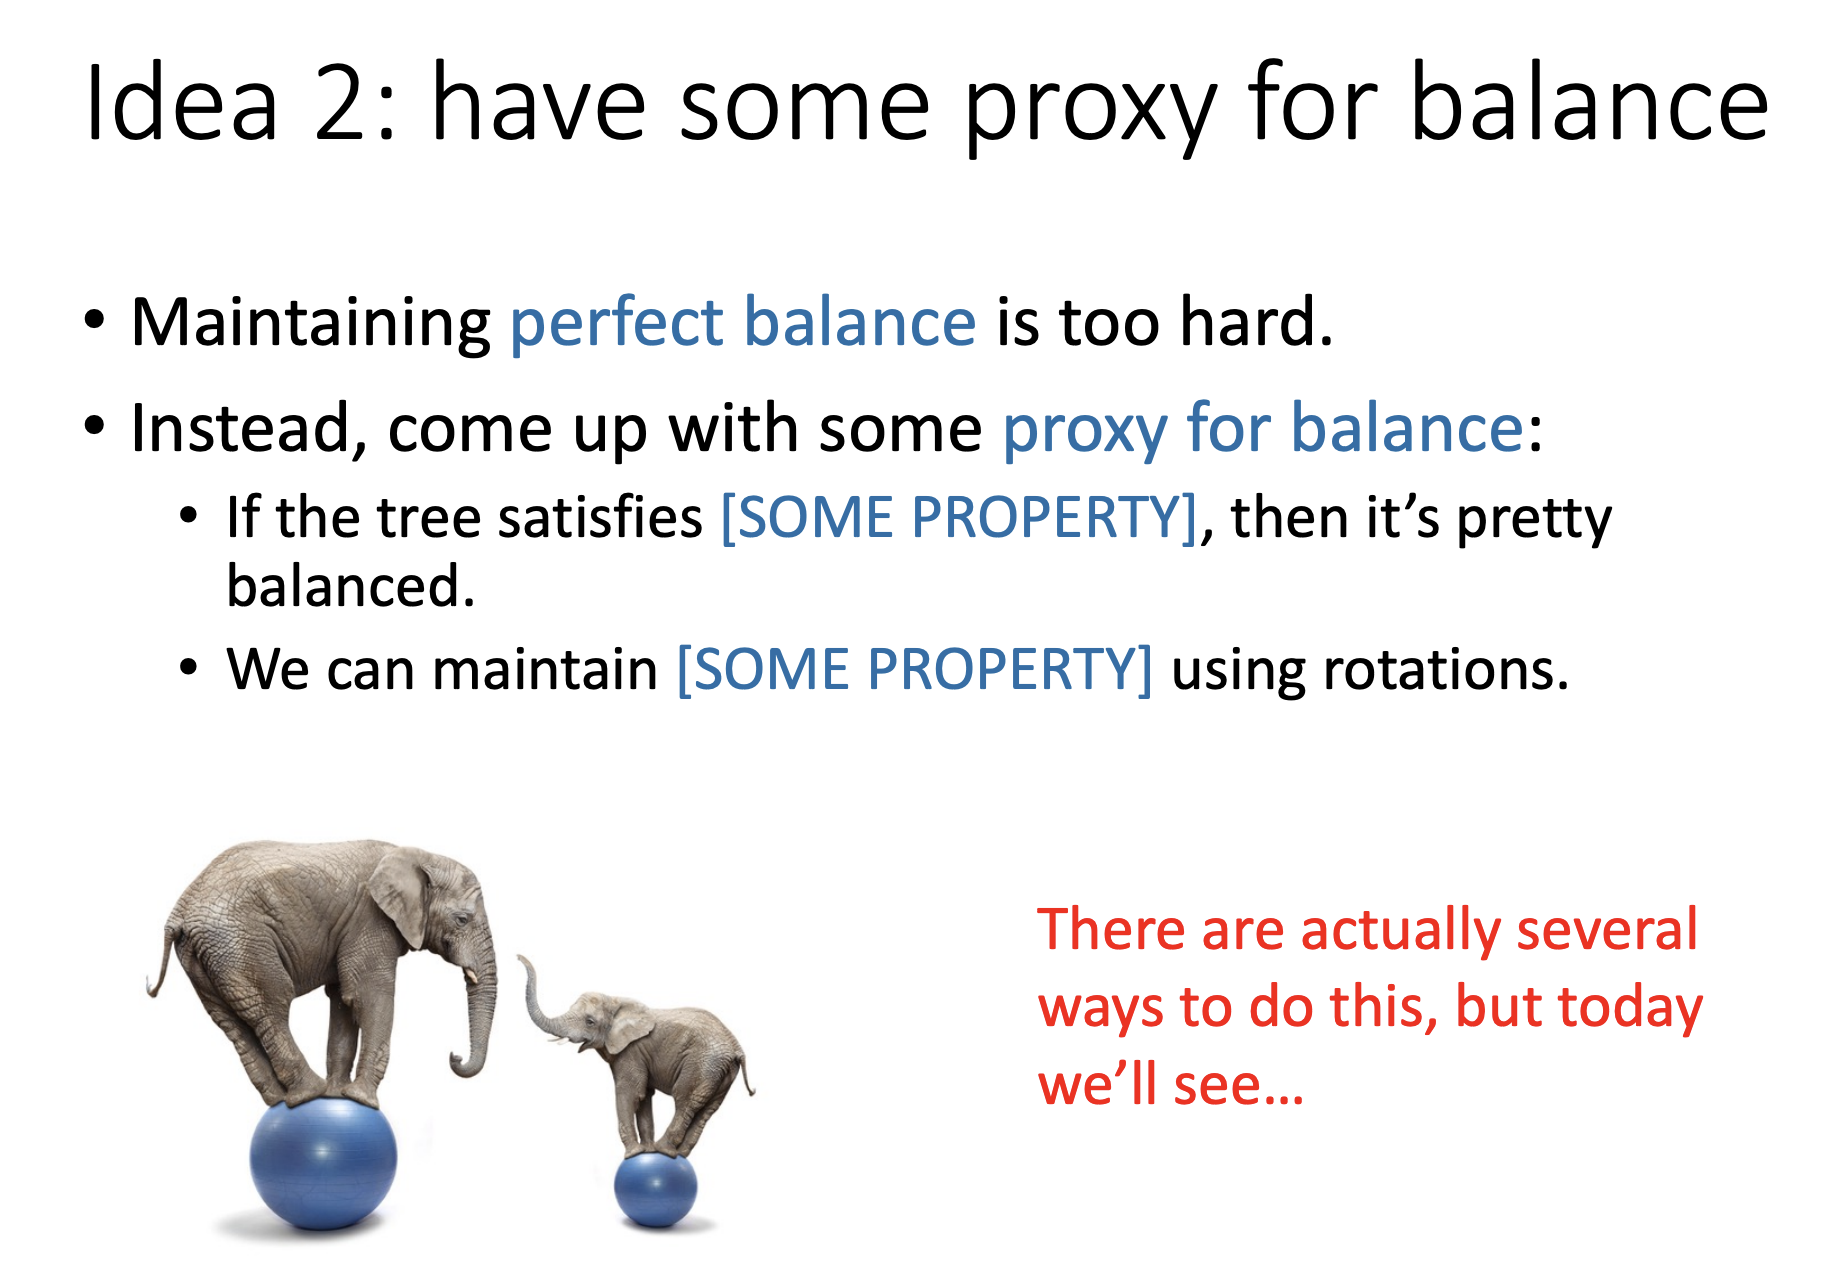 Idea 2: have some proxy for balance
• Maintaining perfect balance is too hard.
• Instead, come up with some proxy for balance:
• If the tree satisfies [SOME PROPERTY], then it’s pretty
balanced.
• We can maintain [SOME PROPERTY] using rotations.
There are actually several
ways to do this, but today
we’ll see…